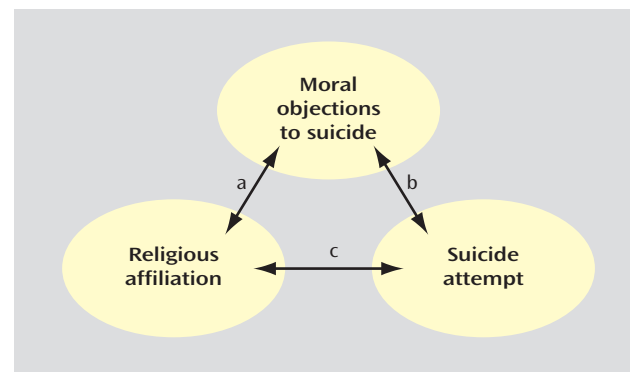 Moral
objections
to suicide
a
b
Religious
affiliation
c
Suicide
attempt